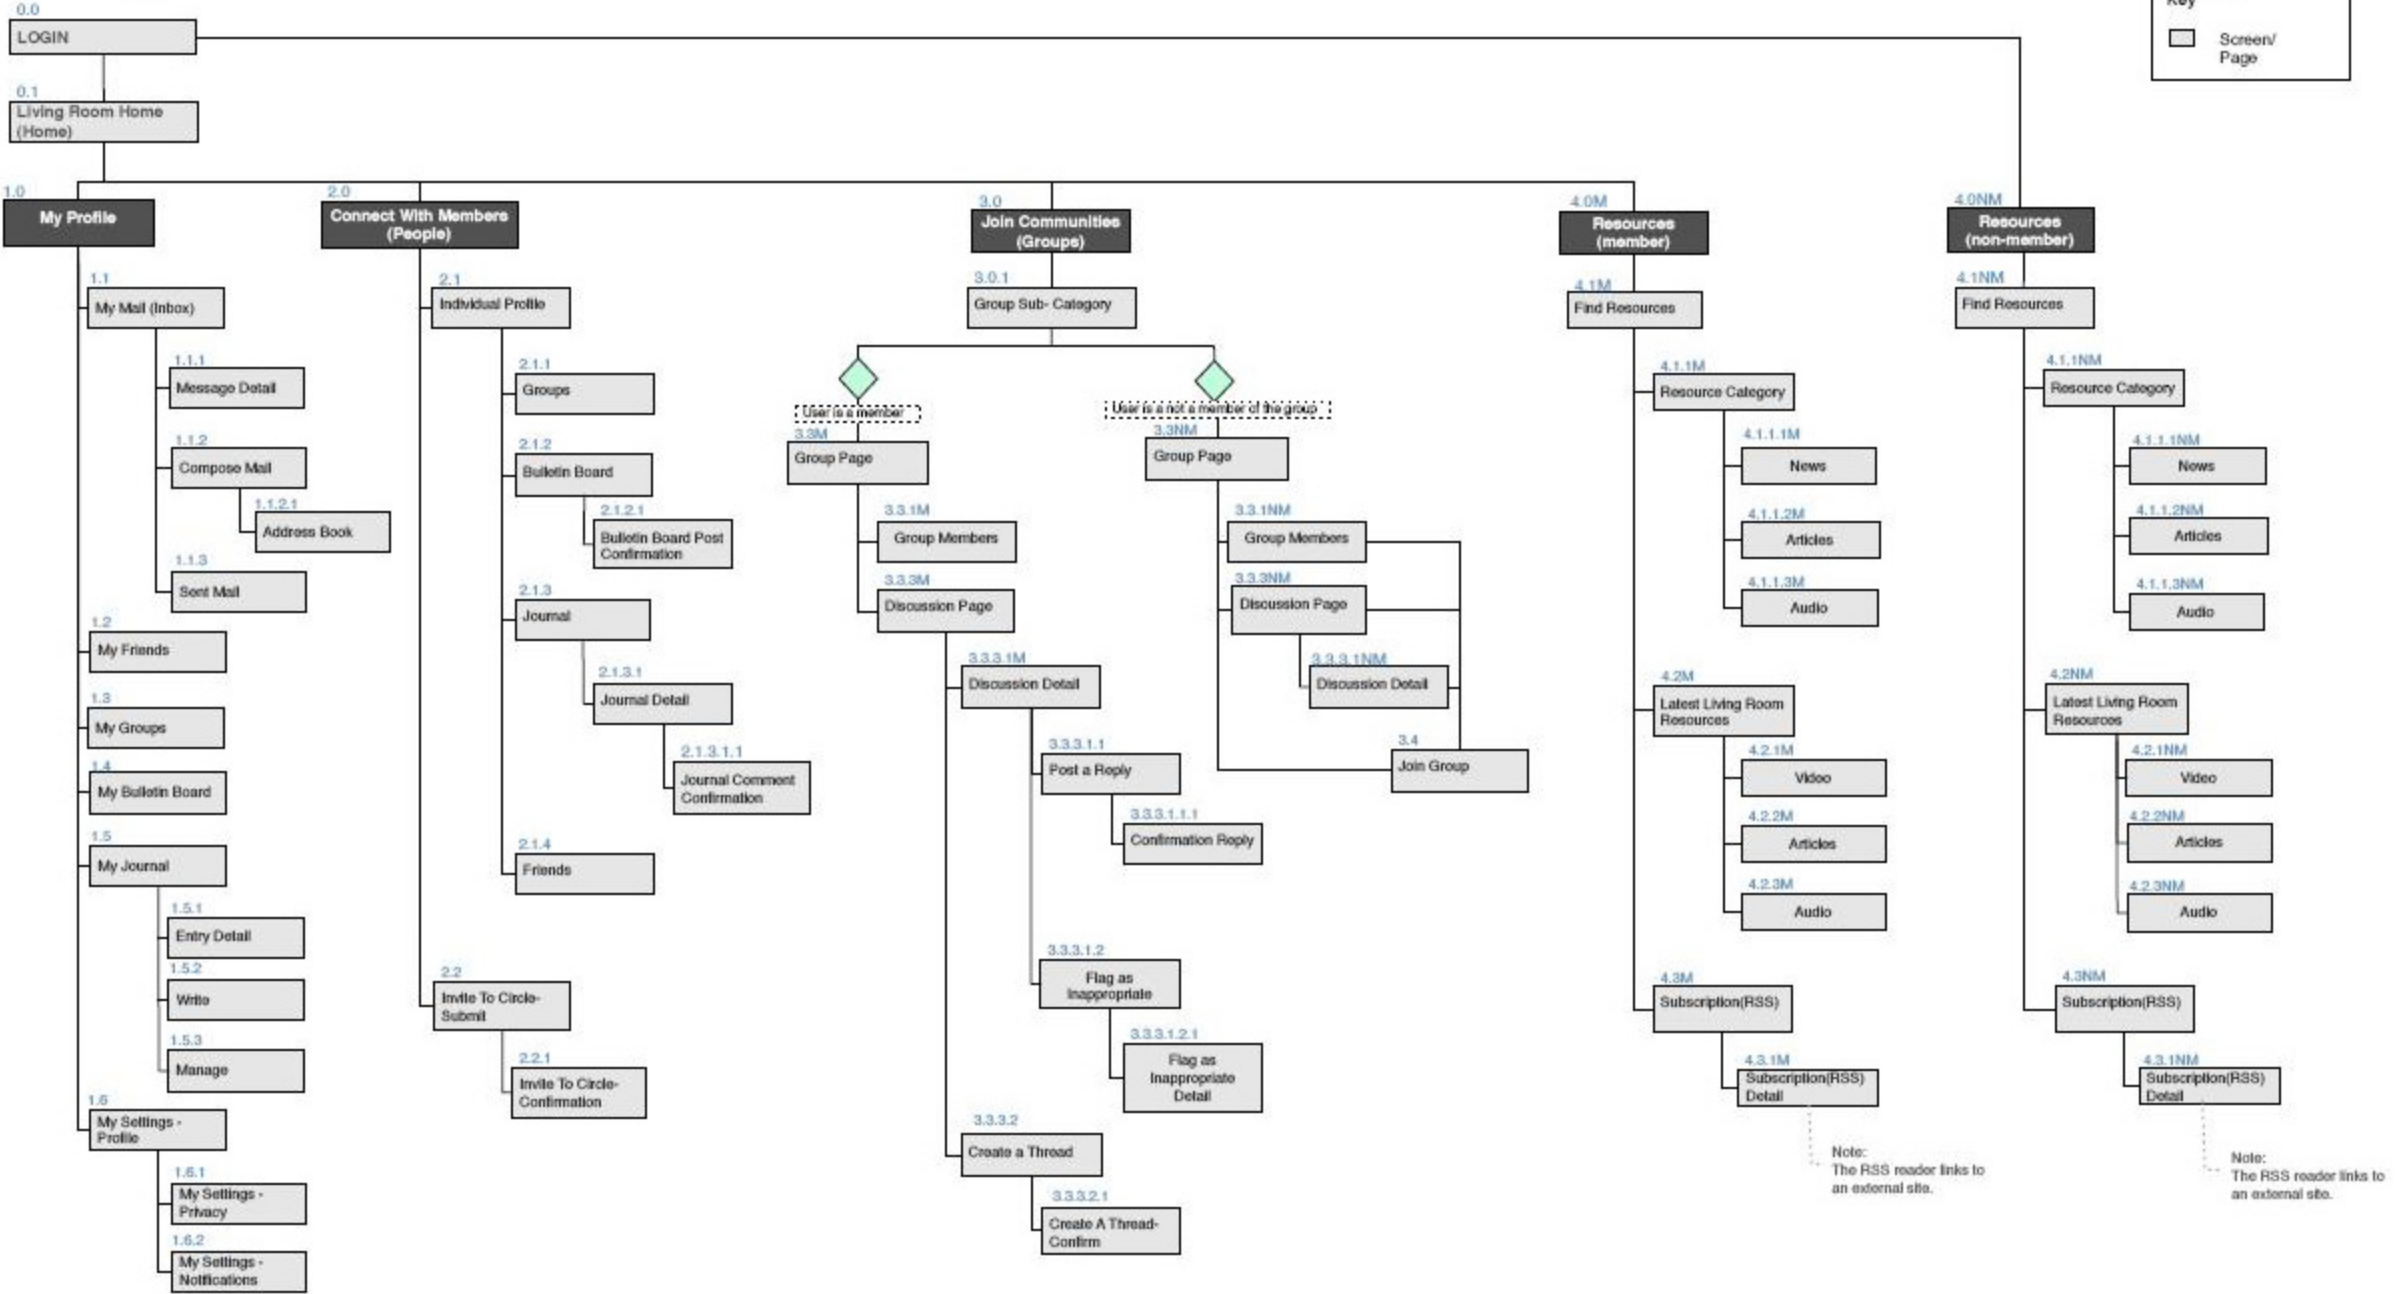 0.0
LOGIN
0.1
Living Room Home
(Home)
Key
Screen/
Page
1.0
My Profile
1.1
My Mail (Inbox)
1.1.1
Message Detail
1.1.2
Compose Mail
1.1.2.1
Address Book
1.1.3
Sent Mail
1.2
My Friends
1.3
My Groups
1.4
My Bulletin Board
1.5
My Journal
1.5.1
Entry Detail
1.5.2
Write
1.5.3
Manage
1.6
My Settings -
Profile
1.6.1
My Settings -
Privacy
1.6.2
My Settings -
Notifications
2.0
Connect With Members
(People)
2.1
Individual Profile
2.1.1
Groups
2.1.2
Bulletin Board
2.1.2.1
Bulletin Board Post
Confirmation
2.1.3
Journal
2.1.3.1
Journal Detail
2.1.3.1.1
Journal Comment
Confirmation
2.1.4
Friends
2.2
Invite To Circle-
Submit
2.2.1
Invite To Circle-
Confirmation
3.0
Join Communities
(Groups)
3.0.1
Group Sub- Category
User is a member
3.3M
Group Page
3.3.1M
Group Members
3.3.3M
Discussion Page
3.3.3.1M
Discussion Detail
3.3.3.1.1
Post a Reply
3.3.3.1.1.1
Confirmation Reply
3.3.3.1.2
Flag as
Inappropriate
3.3.3.1.2.1
Flag as
Inappropriate
Detail
3.3.3.2
Create a Thread
3.3.3.2.1
Create A Thread-
Confirm
User is a not a member of the group
3.3NM
Group Page
3.3.1NM
Group Members
3.3.3NM
Discussion Page
3.3.3.1NM
Discussion Detail
3.4
Join Group
4.0M
Resources
(member)
4.1M
Find Resources
4.1.1M
Resource Category
4.1.1.1M
News
4.1.1.2M
Articles
4.1.1.3M
Audio
4.2M
Latest Living Room
Resources
4.2.1M
Video
4.2.2M
Articles
4.2.3M
Audio
4.3M
Subscription(RSS)
4.3.1M
Subscription(RSS)
Detail
Note:
The RSS reader links to
an external site.
4.0NM
Resources
(non-member)
4.1NM
Find Resources
4.1.1NM
Resource Category
4.1.1.1NM
News
4.1.1.2NM
Articles
4.1.1.3NM
Audio
4.2NM
Latest Living Room
Resources
4.2.1NM
Video
4.2.2NM
Articles
4.2.3NM
Audio
4.3NM
Subscription(RSS)
4.3.1NM
Subscription(RSS)
Detail
Note:
The RSS reader links to
an external site.